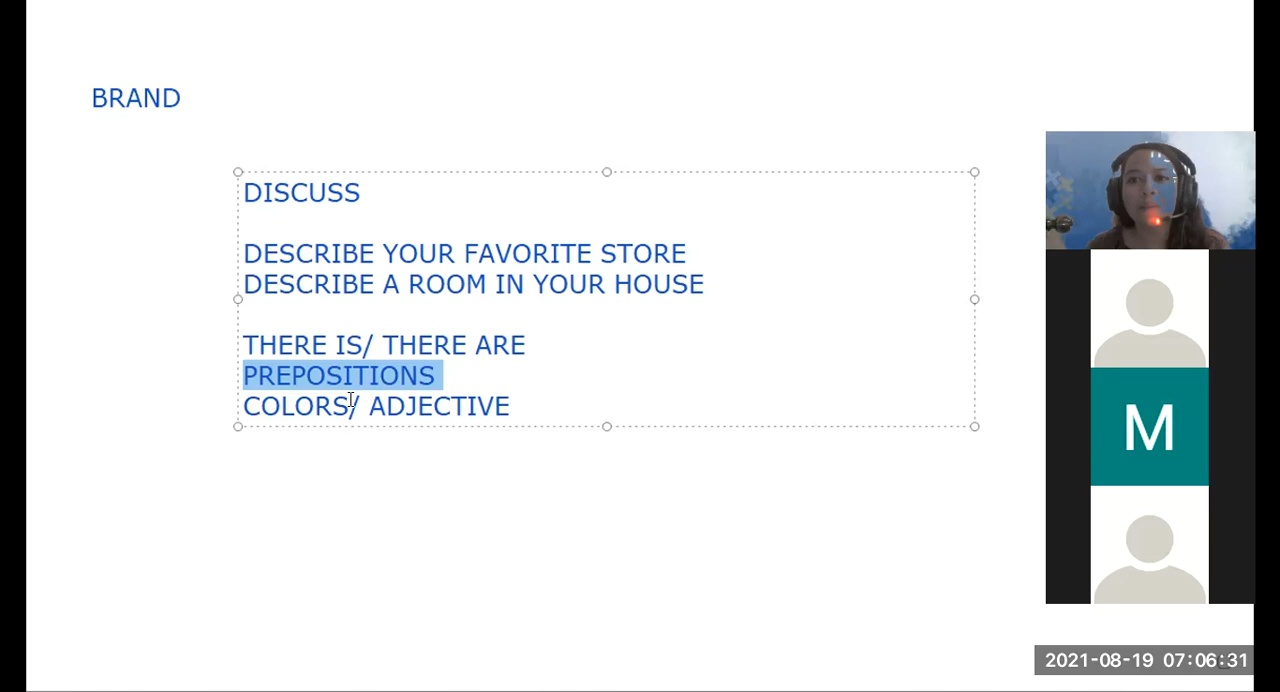 BRAND
DISCUSS
DESCRIBE YOUR FAVORITE STORE
DESCRIBE A ROOM IN YOUR HOUSE
THERE IS/ THERE ARE
PREPOSITIONS
COLORS/ ADJECTIVE
M
2021-08-19 07:06:31